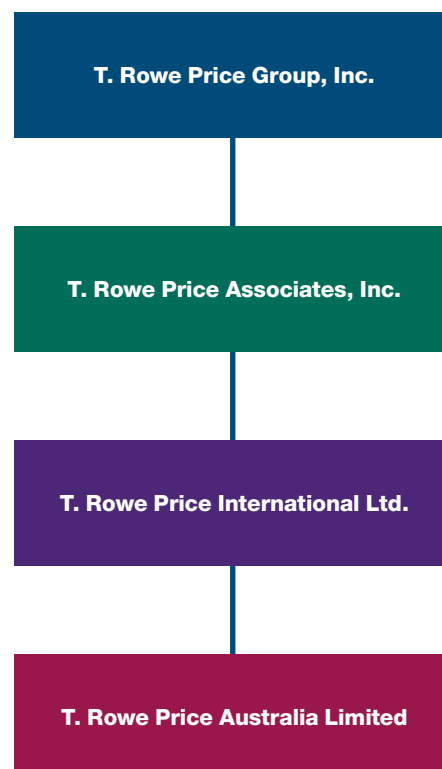 T. Rowe Price Group, Inc.
T. Rowe Price Associates, Inc.
T. Rowe Price International Ltd.
T. Rowe Price Australia Limited